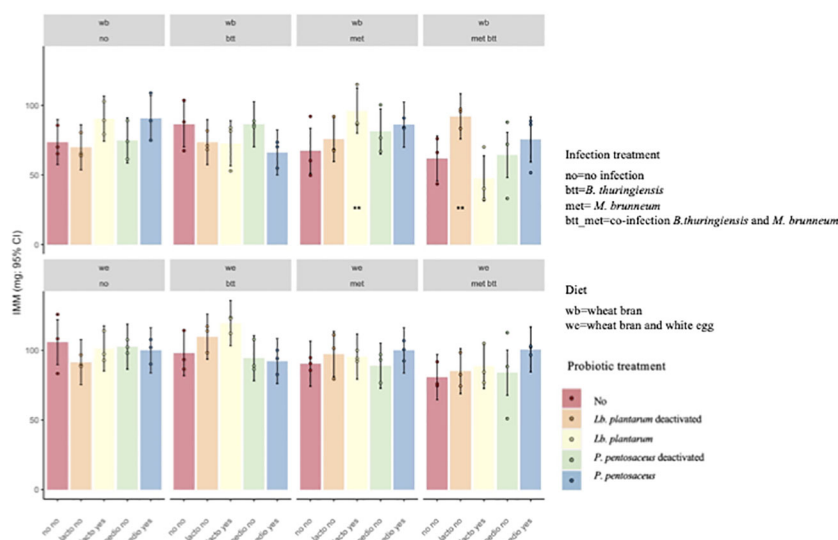 wb wb wb wb
no btt met met btt
100
50
0
we we we we
no btt met met btt
100
50
0
IMM (mg; 95% CI)
no no lacto no lacto yes pedio no pedio yes no no lacto no lacto yes pedio no pedio yes no no lacto no lacto yes pedio no pedio yes no no lacto no lacto yes pedio no pedio yes
Infection treatment
no=no infection
btt=B. thuringiensis
met= M. brunneum
btt_met=co-infection B.thuringiensis and M. brunneum
Diet
wb=wheat bran
we=wheat bran and white egg
Probiotic treatment
No
Lb. plantarum deactivated
Lb. plantarum
P. pentosaceus deactivated
P. pentosaceus